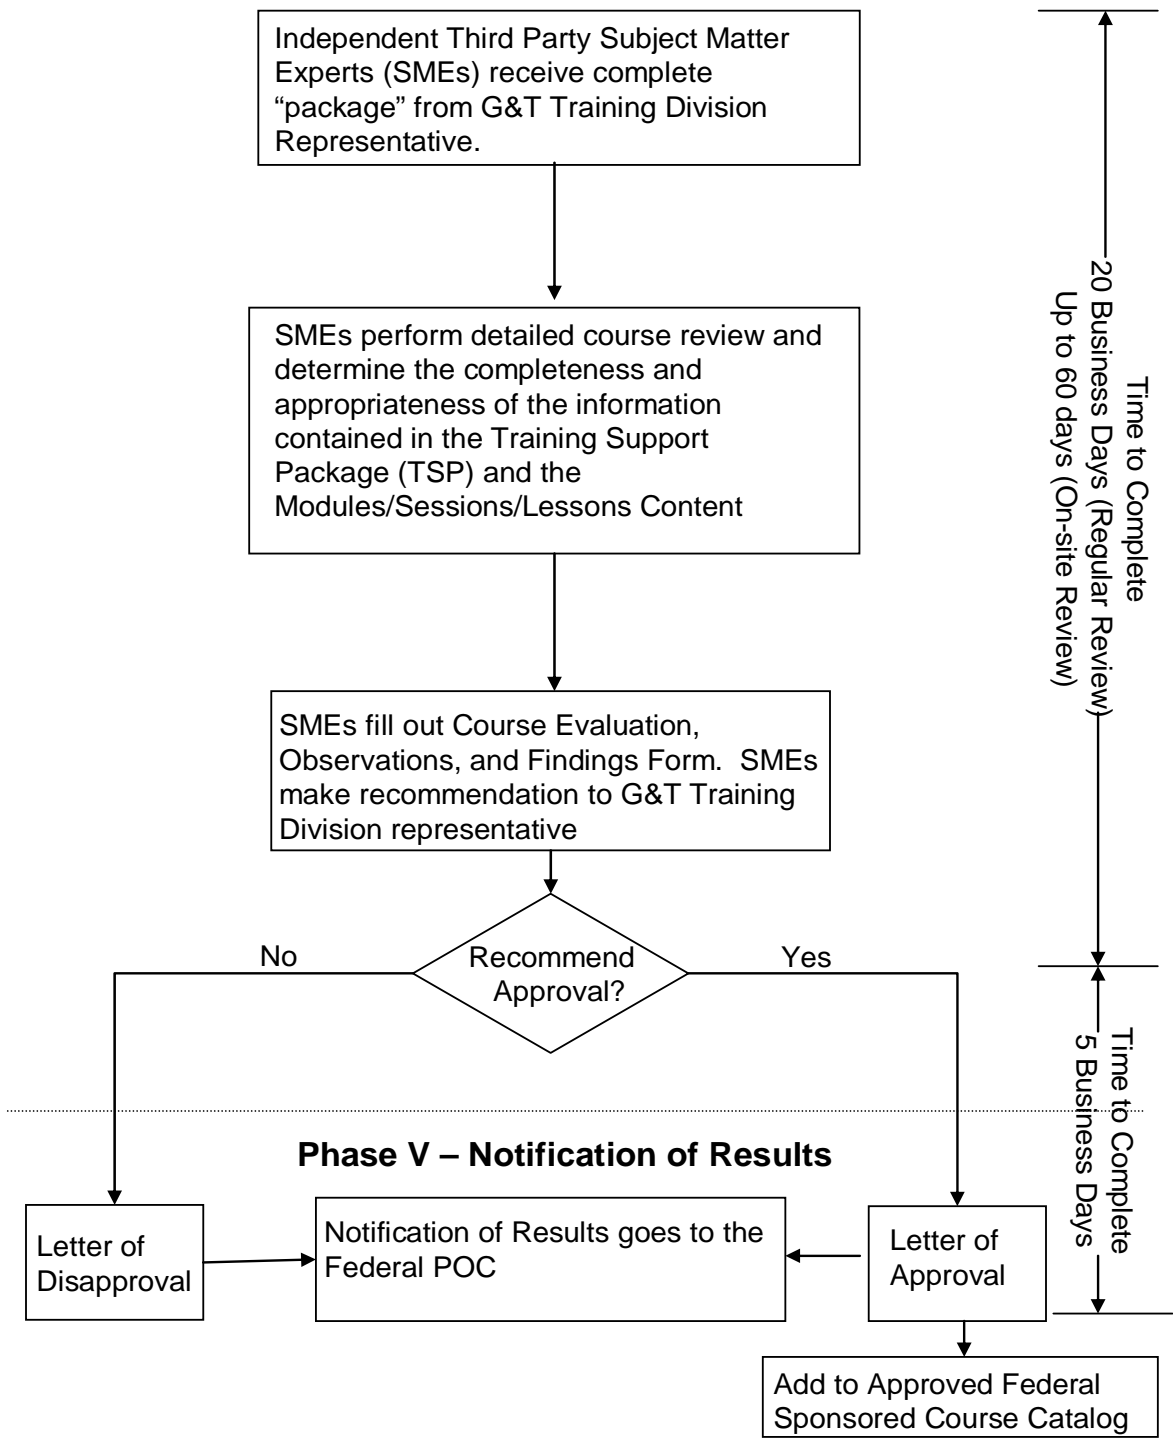 Independent Third Party Subject Matter
Experts (SMEs) receive complete
“package” from G&T Training Division
Representative.
SMEs perform detailed course review and
determine the completeness and
appropriateness of the information
contained in the Training Support
Package (TSP) and the
Modules/Sessions/Lessons Content
SMEs fill out Course Evaluation,
Observations, and Findings Form.  SMEs
make recommendation to G&T Training
Division representative
Time to Complete
20 Business Days (Regular Review)
Up to 60 days (On-site Review)
No
Recommend
Approval?
Yes
Time to Complete
5 Business Days
Phase V – Notification of Results
Letter of
Disapproval
Notification of Results goes to the
Federal POC
Letter of
Approval
Add to Approved Federal
Sponsored Course Catalog